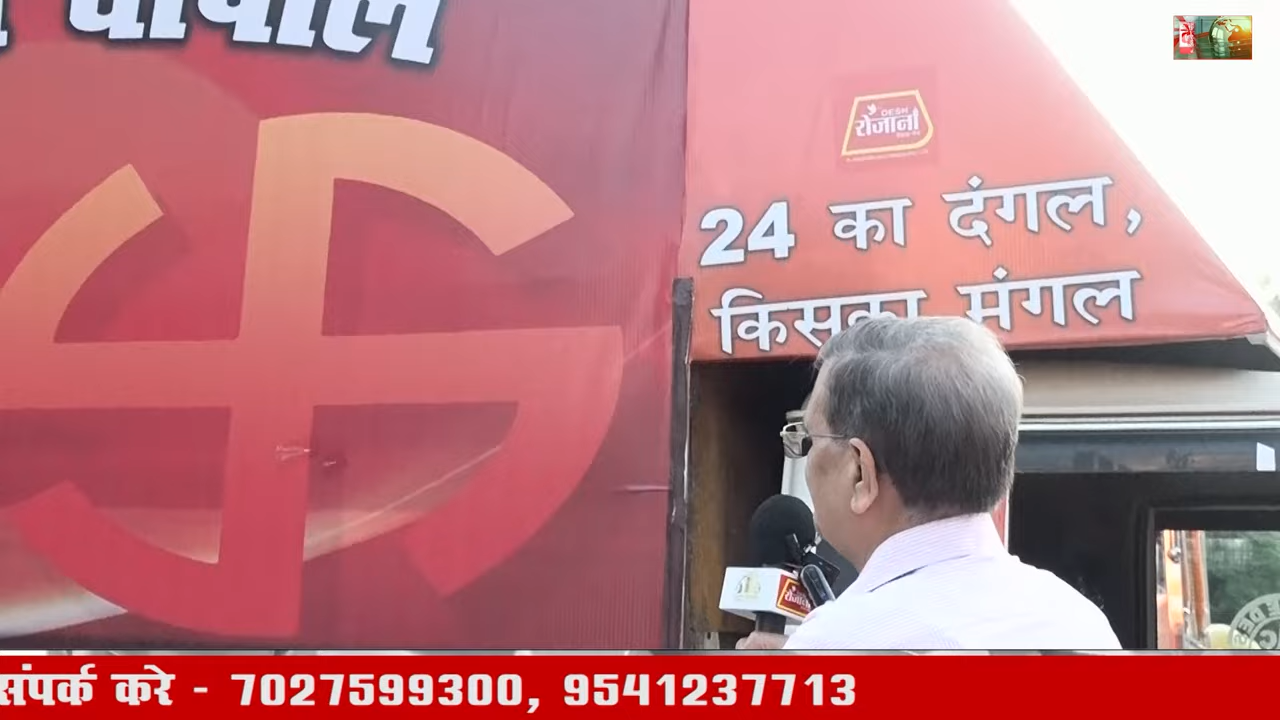 चौपाल
DESH
रोजाना
24 का दंगल,
किसका मंगल
रोजाना
संपर्क करे - 7027599300, 9541237713